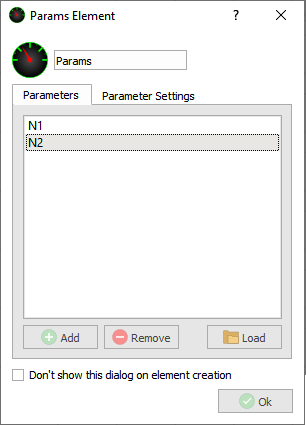 Params Element
?
Params
Parameters
Parameter Settings
N1
N2
Add
Remove
Load
Don't show this dialog on element creation
Ok